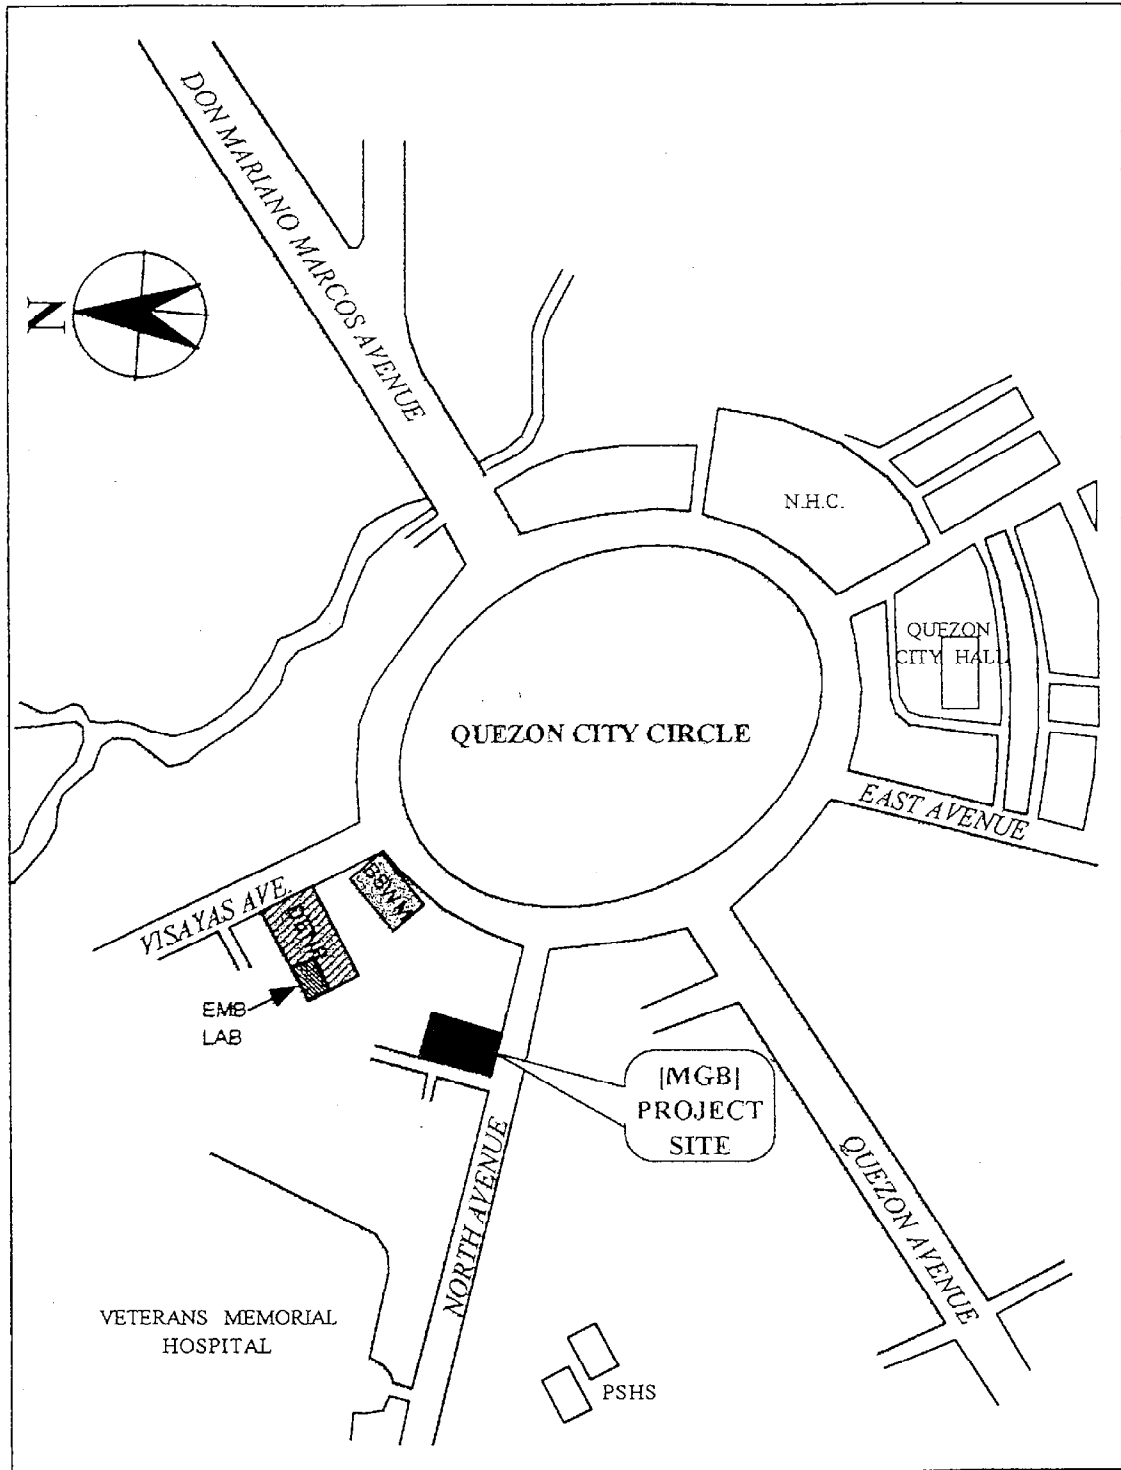 DON MARIANO MARCOS AVENUE
N
N.H.C.
QUEZON
CITY HALL
QUEZON CITY CIRCLE
EAST AVENUE
BSWM
VISAYAS AVE.
DENR
EMB
LAB
[MGB]
PROJECT
SITE
NORTH AVENUE
QUEZON AVENUE
VETERANS MEMORIAL
HOSPITAL
PSHS